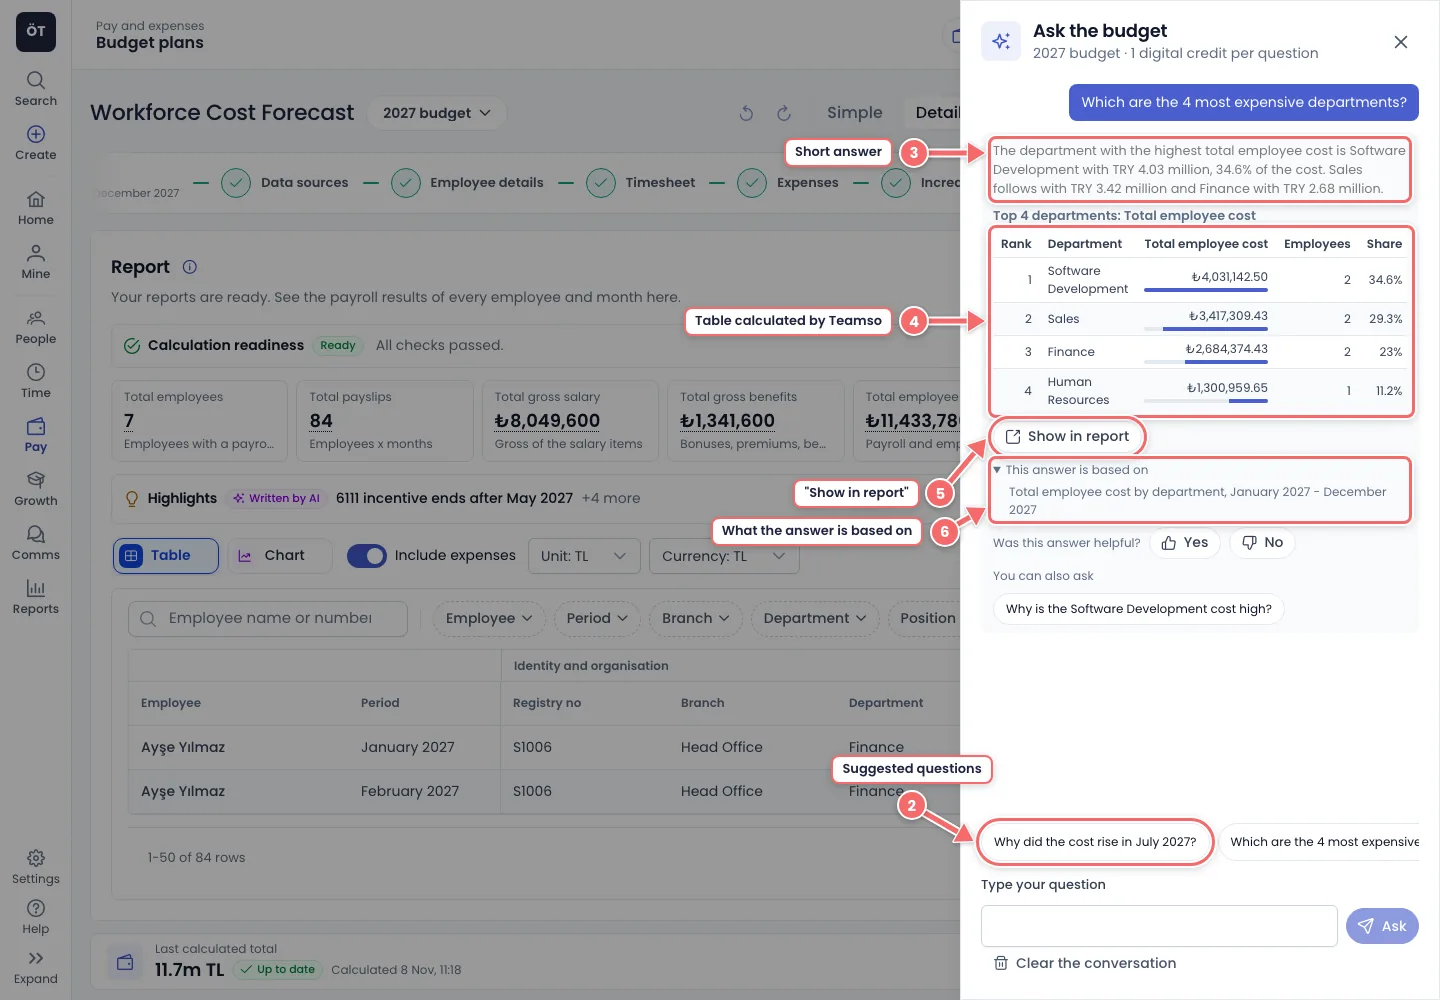 ÖT
Search
Create
Home
Mine
People
Time
Pay
Growth
Comms
Reports
Settings
Help
Expand
Pay and expenses
Budget plans
Workforce Cost Forecast
2027 budget
Simple
Detail
December 2027
Data sources
Employee details
Timesheet
Expenses
Increa
Report
Your reports are ready. See the payroll results of every employee and month here.
Calculation readiness
Ready
All checks passed.
Total employees
7
Employees with a payro...
Total payslips
84
Employees x months
Total gross salary
₺8,049,600
Gross of the salary items
Total gross benefits
₺1,341,600
Bonuses, premiums, be...
Total employee
₺11,433,78
Payroll and emp
Highlights
Written by AI
6111 incentive ends after May 2027
+4 more
Table
Chart
Include expenses
Unit: TL
Currency: TL
Employee name or number
Employee
Period
Branch
Department
Position
Identity and organisation
Employee
Period
Registry no
Branch
Department
Ayşe Yılmaz
January 2027
S1006
Head Office
Finance
Ayşe Yılmaz
February 2027
S1006
Head Office
Finance
1-50 of 84 rows
Last calculated total
11.7m TL
Up to date
Calculated 8 Nov, 11:18
Short answer
3
Table calculated by Teamso
4
"Show in report"
5
What the answer is based on
6
Suggested questions
2
Ask the budget
2027 budget · 1 digital credit per question
Which are the 4 most expensive departments?
The department with the highest total employee cost is Software
Development with TRY 4.03 million, 34.6% of the cost. Sales
follows with TRY 3.42 million and Finance with TRY 2.68 million.
Top 4 departments: Total employee cost
Rank Department Total employee cost Employees Share
1 Software Development ₺4,031,142.50 2 34.6%
2 Sales ₺3,417,309.43 2 29.3%
3 Finance ₺2,684,374.43 2 23%
4 Human Resources ₺1,300,959.65 1 11.2%
Show in report
This answer is based on
Total employee cost by department, January 2027 - December
2027
Was this answer helpful?
Yes
No
You can also ask
Why is the Software Development cost high?
Why did the cost rise in July 2027?
Which are the 4 most expensive
Type your question
Ask
Clear the conversation